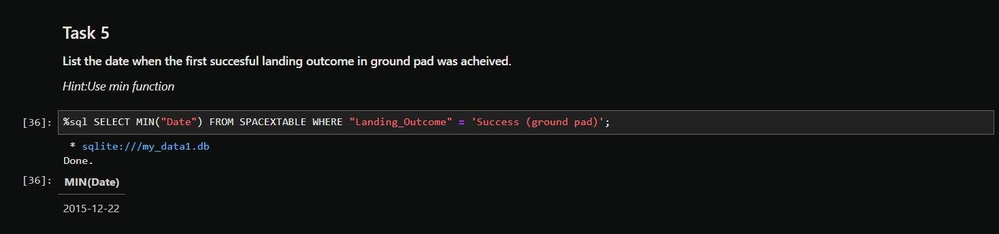 Task 5
List the date when the first succesful landing outcome in ground pad was acheived.
Hint:Use min function
[36]: %sql SELECT MIN("Date") FROM SPACEXTABLE WHERE "Landing_Outcome" = 'Success (ground pad)';
* sqlite:///my_data1.db
Done.
[36]: MIN(Date)
2015-12-22